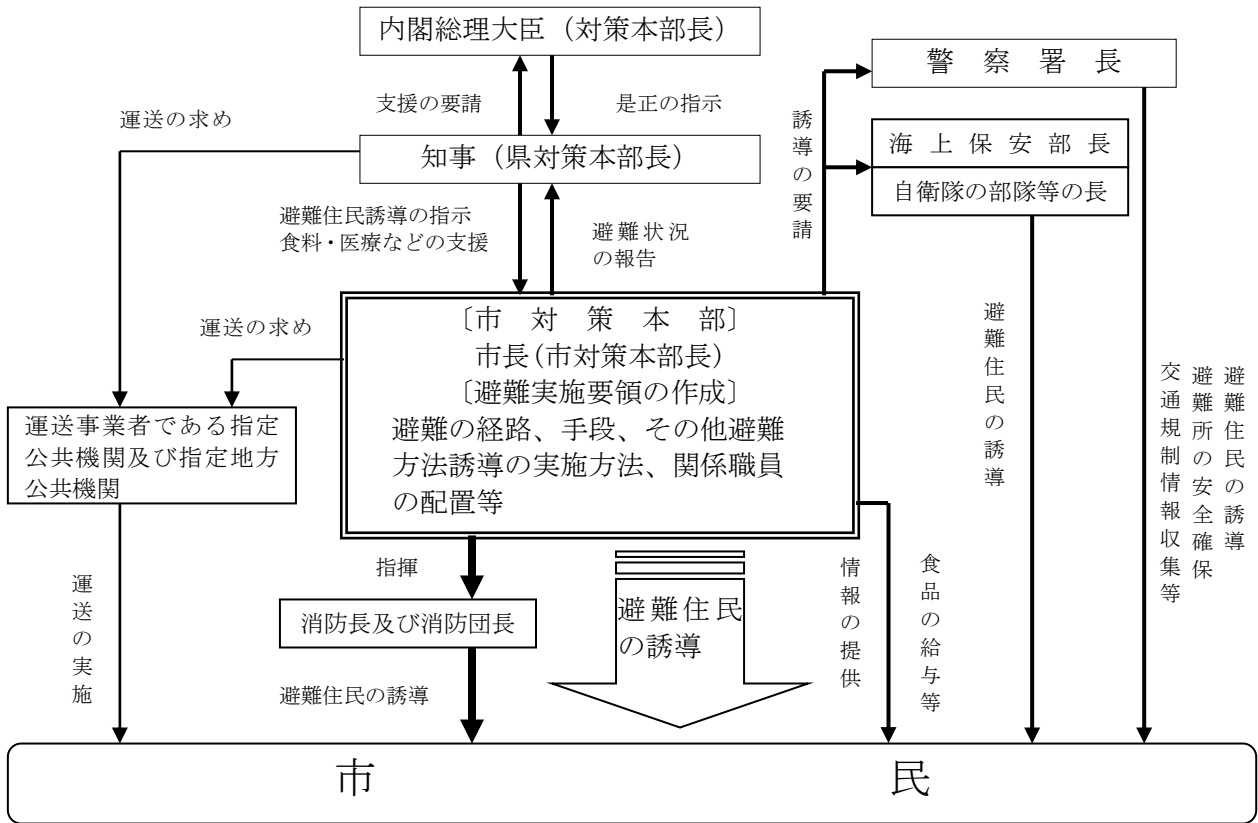 内閣総理大臣（対策本部長）
警察署長
支援の要請
是正の指示
運送の求め
知事（県対策本部長）
誘導の要請
海上保安部長
自衛隊の部隊等の長
避難住民誘導の指示
食料・医療などの支援
避難状況
の報告
〔市対策本部〕
市長(市対策本部長)
〔避難実施要領の作成〕
避難の経路、手段、その他避難
方法誘導の実施方法、関係職員
の配置等
運送の求め
運送事業者である指定
公共機関及び指定地方
公共機関
避難住民の誘導
避難住民の誘導
避難所の安全確保
交通規制情報収集等
指揮
消防長及び消防団長
避難住民の誘導
避難住民
の誘導
食品の給与等
情報の提供
運送の実施
市民